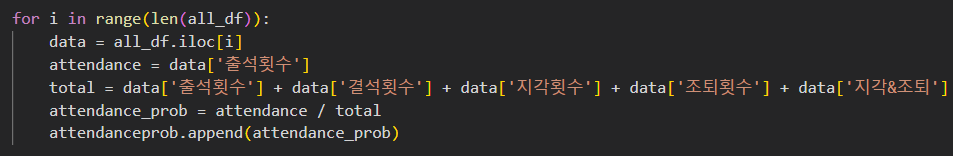 for i in range(len(all_df)):
    data = all_df.iloc[i]
    attendance = data['출석횟수']
    total = data['출석횟수'] + data['결석횟수'] + data['지각횟수'] + data['조퇴횟수'] + data['지각&조퇴']
    attendance_prob = attendance / total
    attendanceprob.append(attendance_prob)